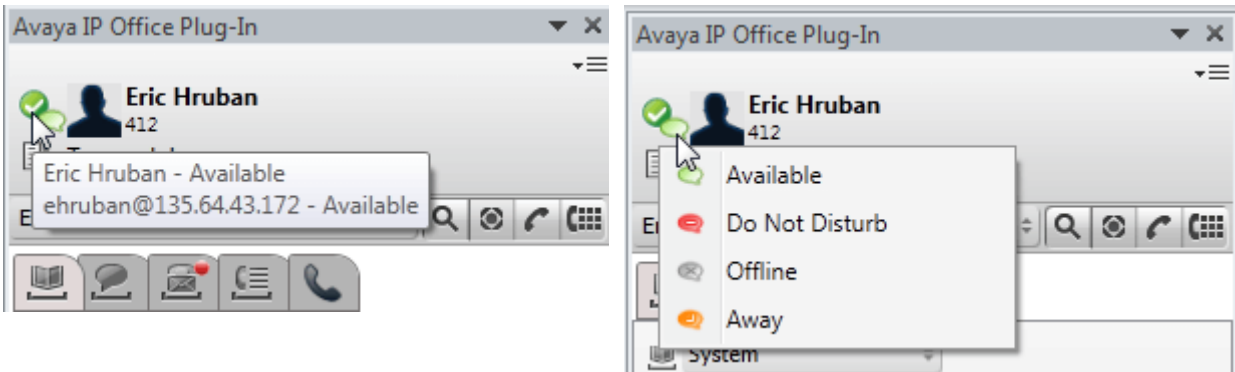 Avaya IP Office Plug-In
Eric Hruban
412
Eric Hruban - Available
ehruban@135.64.43.172 - Available
E
Avaya IP Office Plug-In
Eric Hruban
412
Available
Do Not Disturb
Er
Offline
Away
System